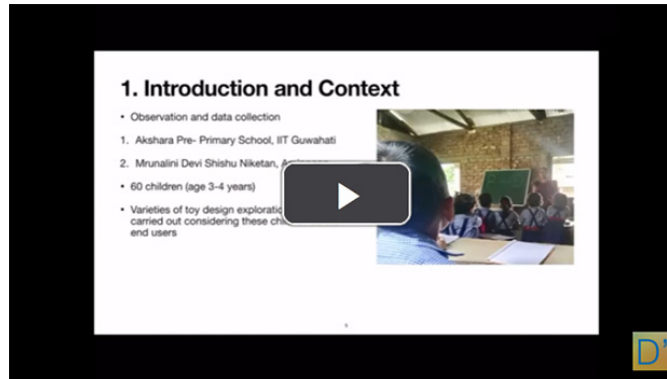 1. Introduction and Context
• Observation and data collection
1. Akshara Pre- Primary School, IIT Guwahati
2. Mrunalini Devi Shishu Niketan,
• 60 children (age 3-4 years)
• Varieties of toy design
carried out considering these
end users
D'